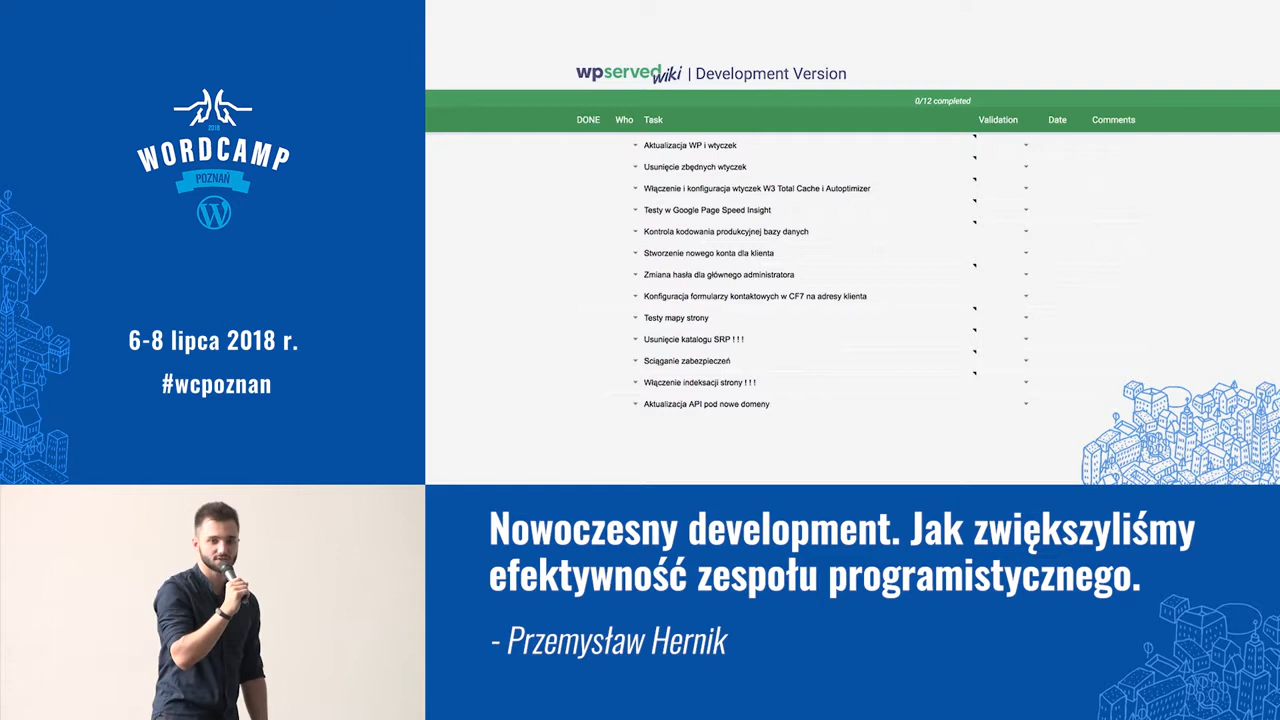 2018
WORDCAMP
POZNAŃ
6-8 lipca 2018 r.
#wcpoznan
wpserved wiki | Development Version
0/12 completed
DONE Who Task Validation Date Comments
Aktualizacja WP i wtyczek
Usunięcie zbędnych wtyczek
Włączenie i konfiguracja wtyczek W3 Total Cache i Autoptimizer
Testy w Google Page Speed Insight
Kontrola kodowania produkcyjnej bazy danych
Stworzenie nowego konta dla klienta
Zmiana hasła dla głównego administratora
Konfiguracja formularzy kontaktowych w CF7 na adresy klienta
Testy mapy strony
Usunięcie katalogu SRP ! ! !
Sciąganie zabezpieczeń
Włączenie indeksacji strony ! ! !
Aktualizacja API pod nowe domeny
Nowoczesny development. Jak zwiększyliśmy
efektywność zespołu programistycznego.
- Przemysław Hernik